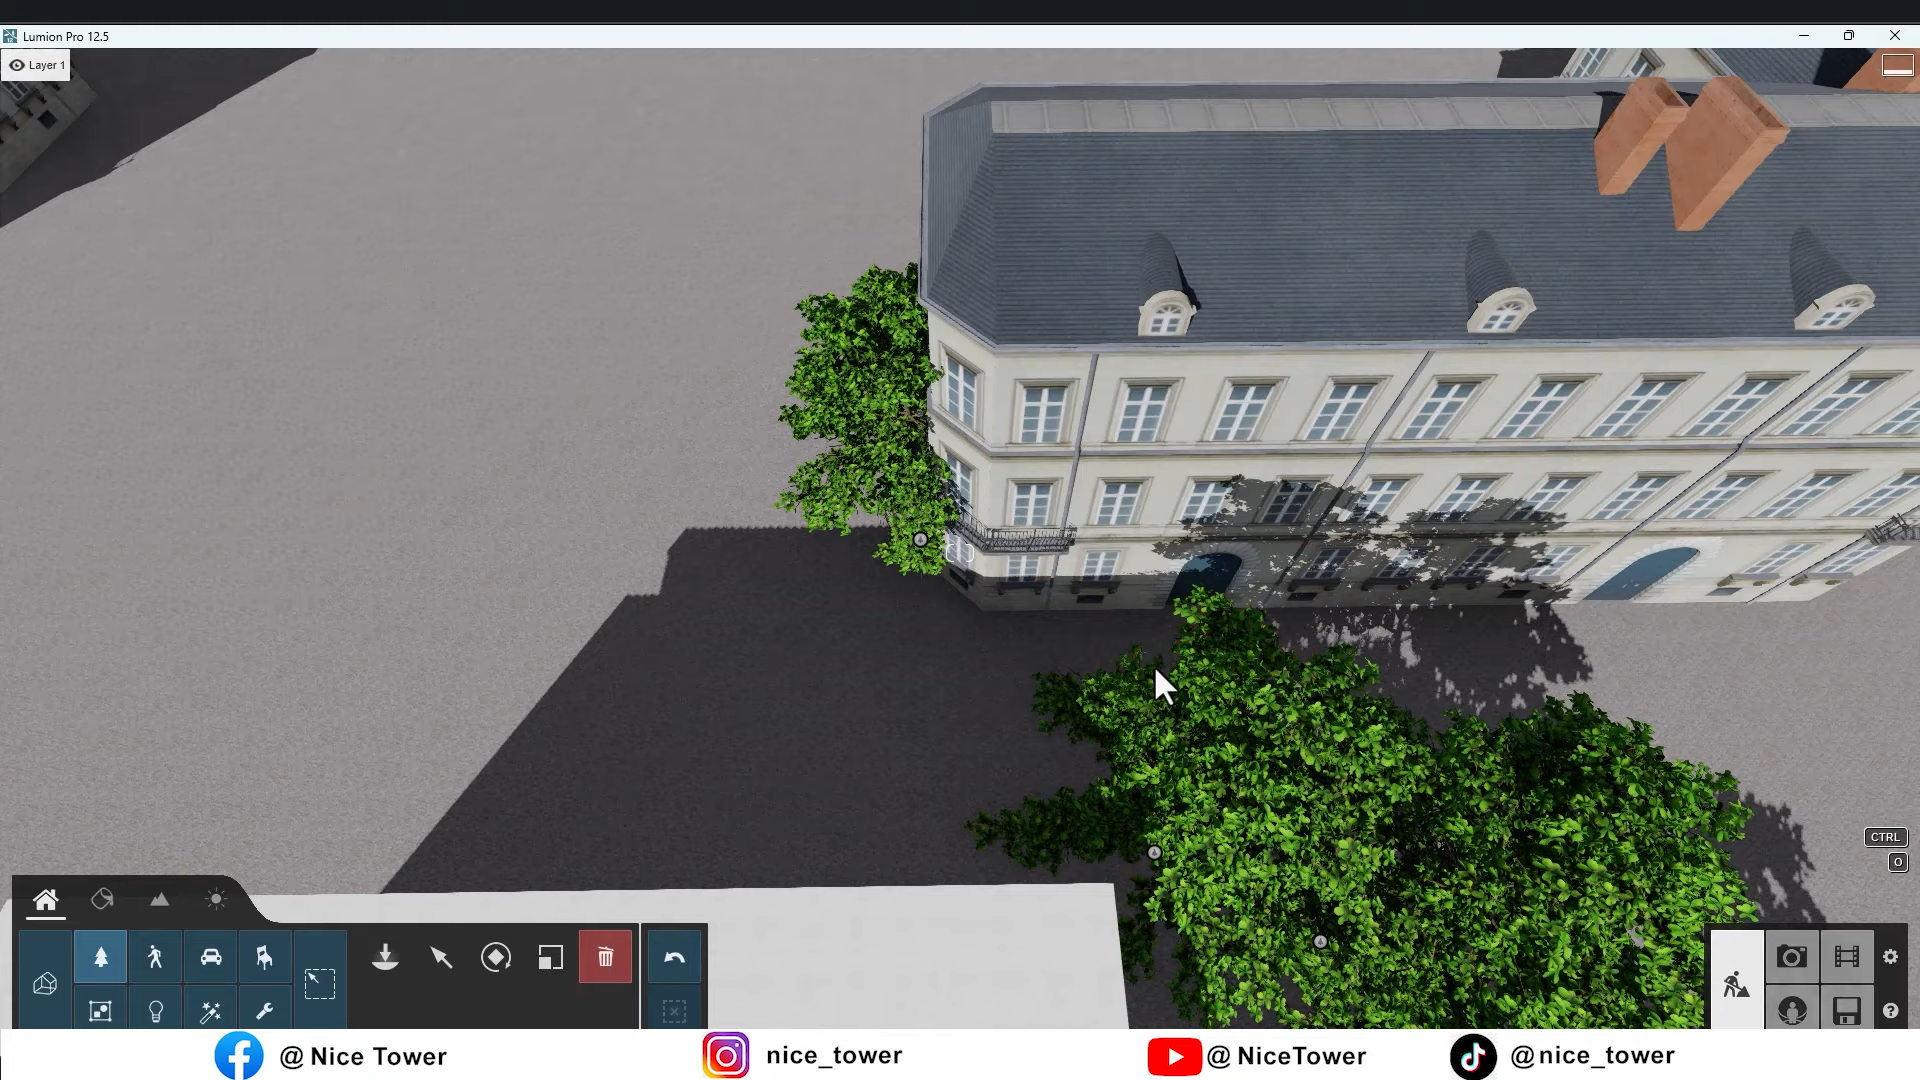 Lumion Pro 12.5
Layer 1
CTRL
O
@ Nice Tower
nice_tower
@ NiceTower
@nice_tower